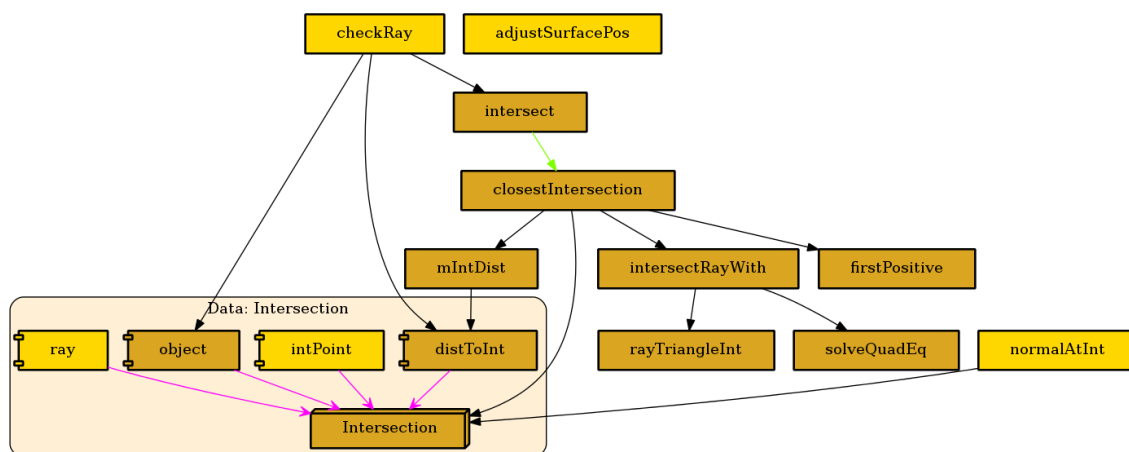 checkRay
adjustSurfacePos
intersect
closestIntersection
mIntDist
intersectRayWith
firstPositive
Data: Intersection
ray
object
intPoint
distToInt
rayTriangleInt
solveQuadEq
normalAtInt
Intersection